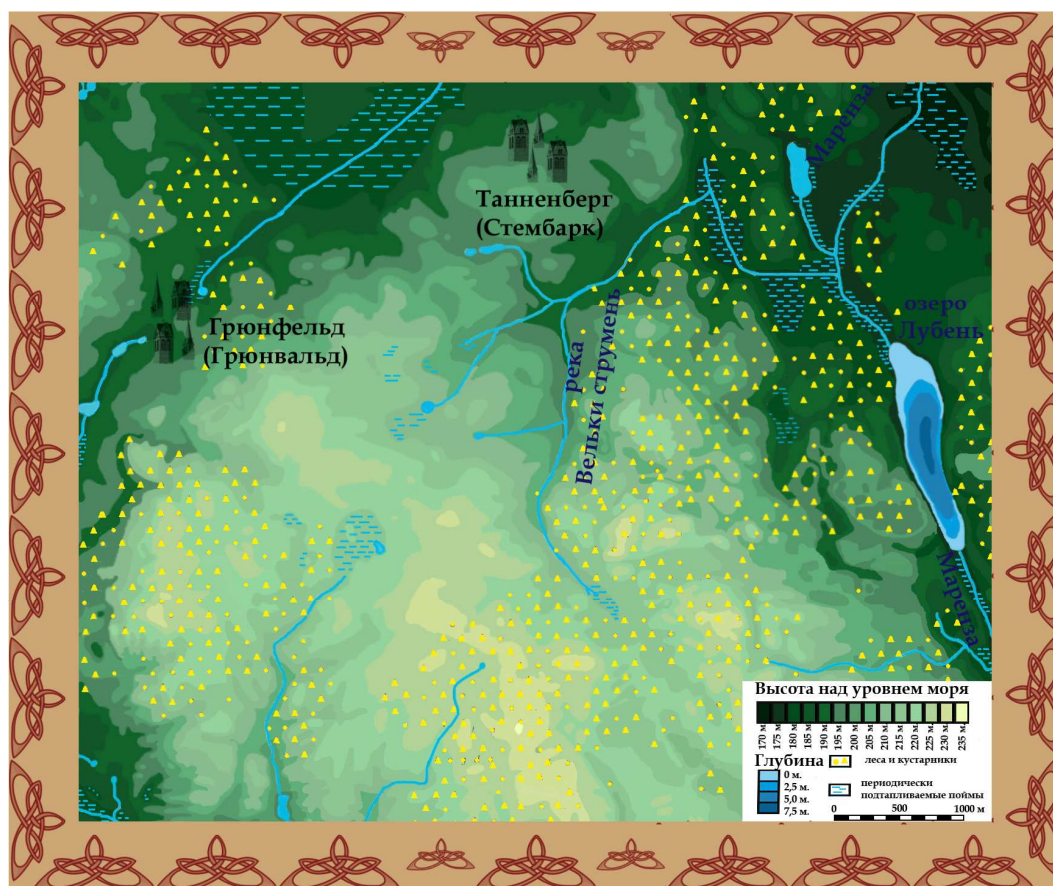 Маренза
Танненберг
(Стембарк)
озеро
Лубень
Грюнфельд
(Грюнвальд)
река
Вельки струмень
Маренза
Высота над уровнем моря
170 м.
175 м.
180 м.
185 м.
190 м.
195 м.
200 м.
205 м.
210 м.
215 м.
220 м.
225 м.
230 м.
235 м.
Глубина
леса и кустарники
0 м.
2,5 м.
5,0 м.
7,5 м.
периодически
подтапливаемые поймы
0 500 1000 м